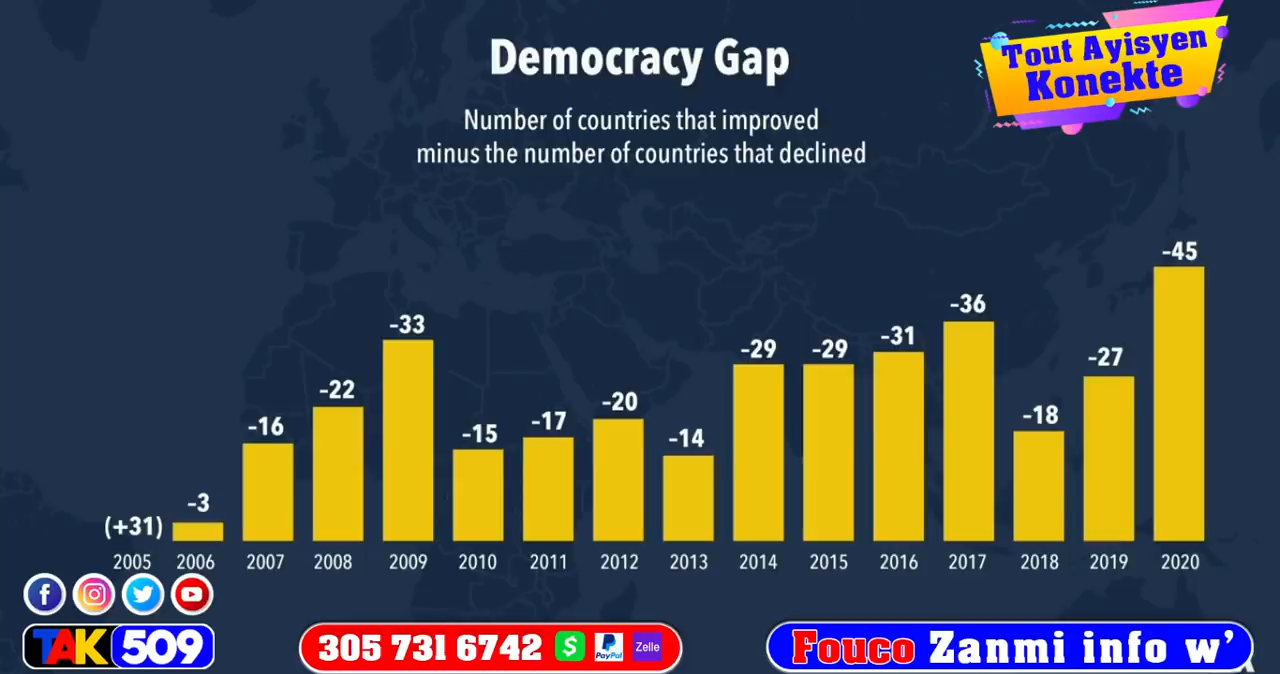 Democracy Gap
Number of countries that improved
minus the number of countries that declined
Tout Ayisyen
Konekte
(+31)
-3
-16
-22
-33
-15
-17
-20
-14
-29
-29
-31
-36
-18
-27
-45
2005 2006 2007 2008 2009 2010 2011 2012 2013 2014 2015 2016 2017 2018 2019 2020
TAK 509
305 731 6742 $ PayPal Zelle
Fouco Zanmi info w’